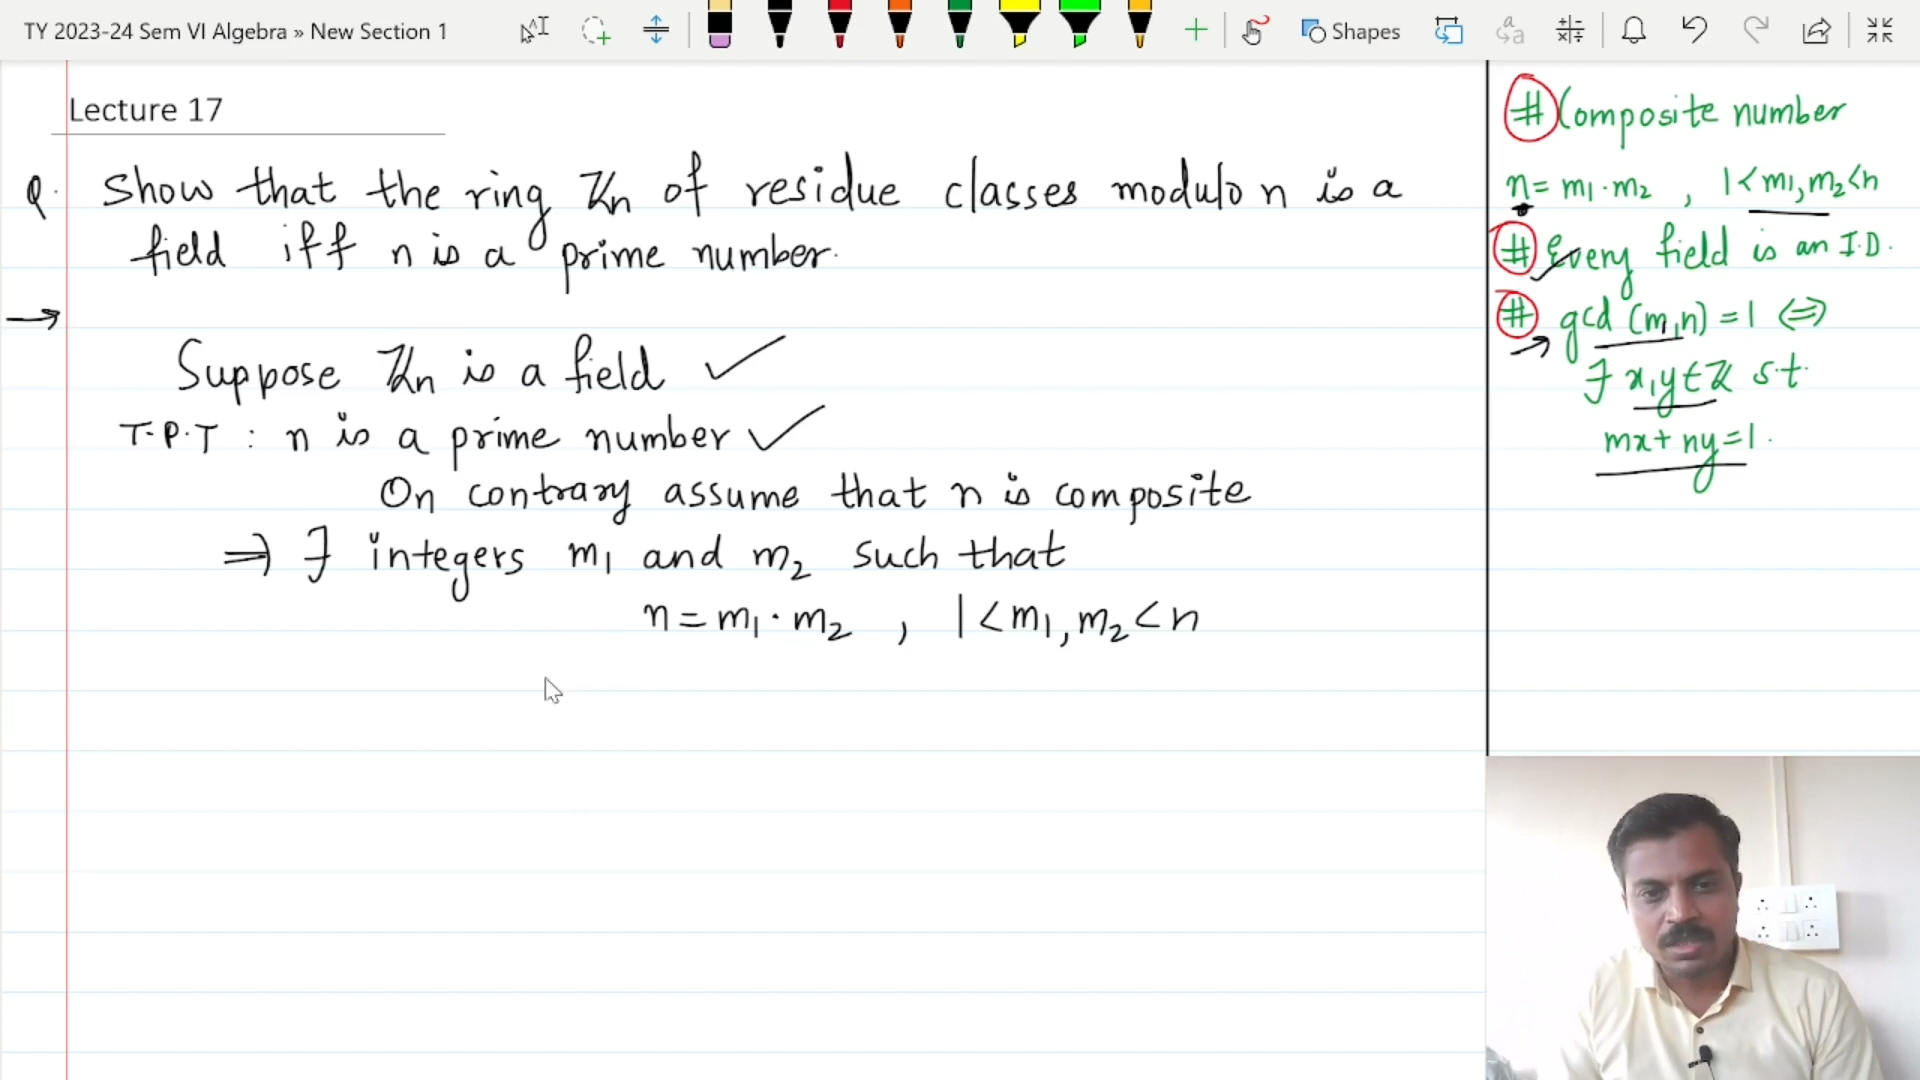 TY 2023-24 Sem VI Algebra » New Section 1
Shapes
Lecture 17
Q. Show that the ring ℤn of residue classes modulo n is a
field iff n is a prime number.
→
Suppose ℤn is a field ✓
T.P.T : n is a prime number ✓
On contrary assume that n is composite
⇒ ∃ integers m₁ and m₂ such that
n = m₁ · m₂ , 1 < m₁, m₂ < n
# Composite number
n = m₁ · m₂ , 1 < m₁, m₂ < n
# Every field is an I.D.
# gcd (m,n) = 1 ⇔
∃ x,y ∈ ℤ s.t.
mx + ny = 1.